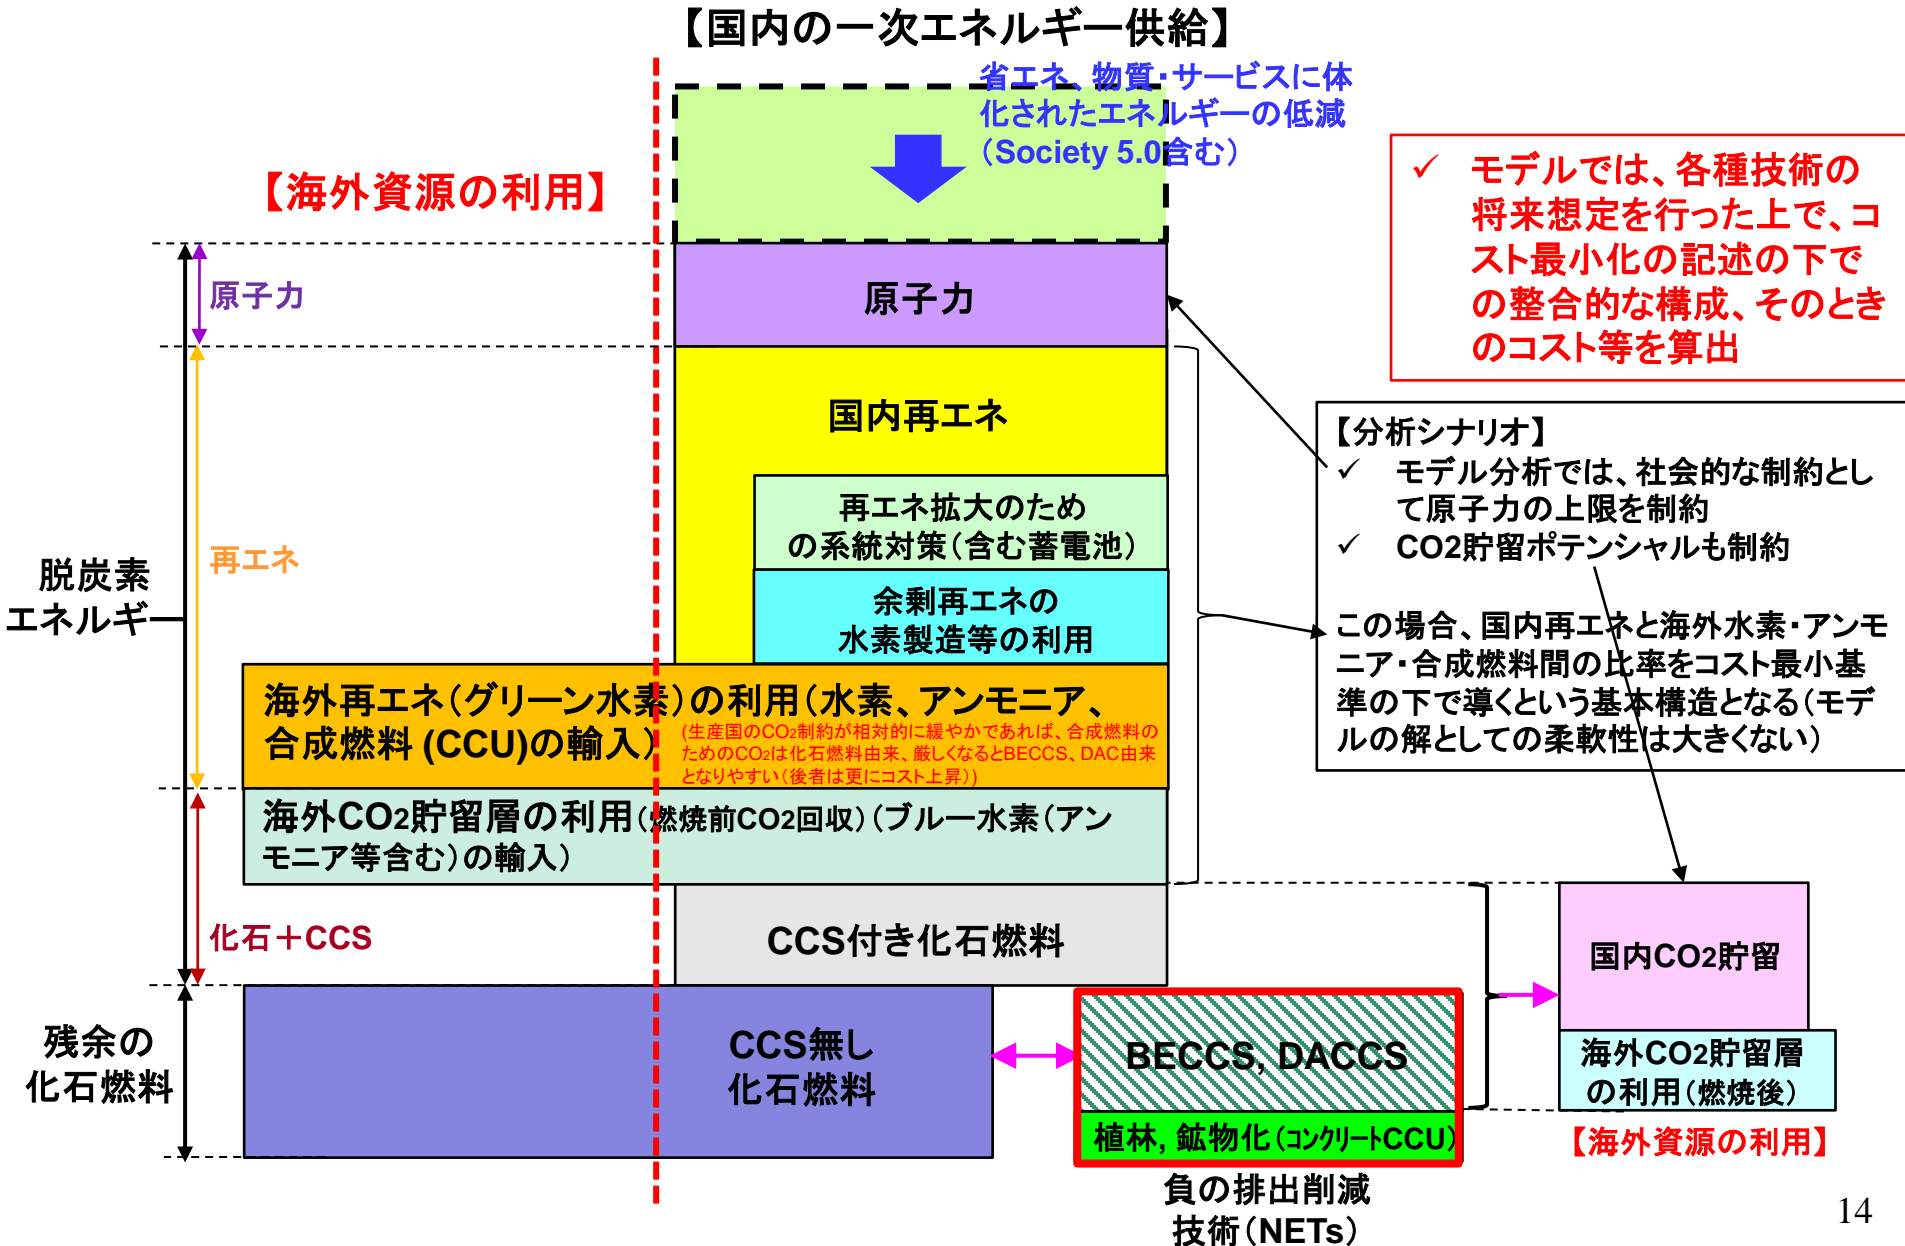 【国内の一次エネルギー供給】
省エネ、物質・サービスに体
化されたエネルギーの低減
（Society 5.0含む）
【海外資源の利用】
✓ モデルでは、各種技術の
将来想定を行った上で、コ
スト最小化の記述の下で
の整合的な構成、そのとき
のコスト等を算出
原子力
原子力
国内再エネ
再エネ拡大のため
の系統対策（含む蓄電池）
余剰再エネの
水素製造等の利用
再エネ
脱炭素
エネルギー
【分析シナリオ】
✓ モデル分析では、社会的な制約とし
て原子力の上限を制約
✓ CO2貯留ポテンシャルも制約
この場合、国内再エネと海外水素・アンモ
ニア・合成燃料間の比率をコスト最小基
準の下で導くという基本構造となる（モデ
ルの解としての柔軟性は大きくない）
海外再エネ（グリーン水素）の利用（水素、アンモニア、
合成燃料 (CCU)の輸入）
(生産国のCO2制約が相対的に緩やかであれば、合成燃料の
ためのCO2は化石燃料由来、厳しくなるとBECCS、DAC由来
となりやすい（後者は更にコスト上昇）)
海外CO2貯留層の利用（燃焼前CO2回収）（ブルー水素（アン
モニア等含む）の輸入）
化石＋CCS
CCS付き化石燃料
国内CO2貯留
残余の
化石燃料
CCS無し
化石燃料
BECCS, DACCS
植林, 鉱物化（コンクリートCCU）
海外CO2貯留層
の利用（燃焼後）
【海外資源の利用】
負の排出削減
技術（NETs）
14